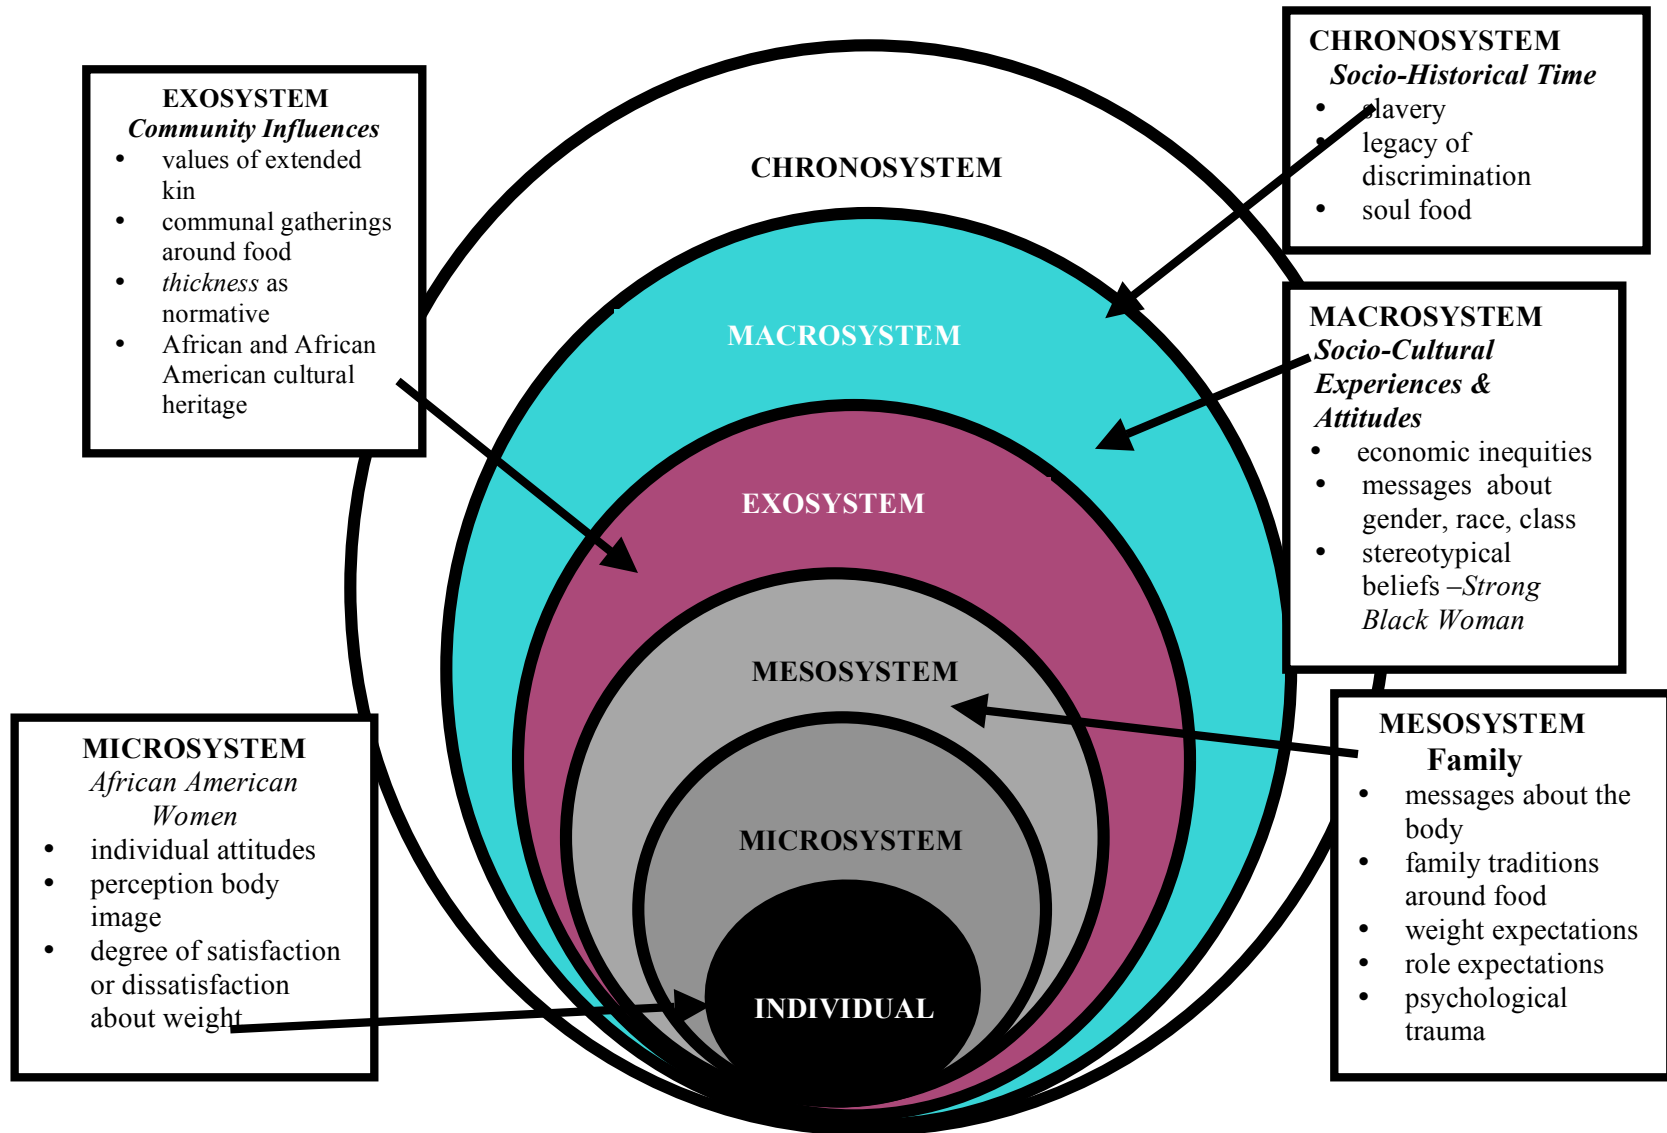 EXOSYSTEM
Community Influences
• values of extended
kin
• communal gatherings
around food
• thickness as
normative
• African and African
American cultural
heritage
CHRONOSYSTEM
Socio-Historical Time
• slavery
• legacy of
discrimination
• soul food
MACROSYSTEM
Socio-Cultural
Experiences &
Attitudes
• economic inequities
• messages about
gender, race, class
• stereotypical
beliefs –Strong
Black Woman
MICROSYSTEM
African American
Women
• individual attitudes
• perception body
image
• degree of satisfaction
or dissatisfaction
about weight
MESOSYSTEM
Family
• messages about the
body
• family traditions
around food
• weight expectations
• role expectations
• psychological
trauma
CHRONOSYSTEM
MACROSYSTEM
EXOSYSTEM
MESOSYSTEM
MICROSYSTEM
INDIVIDUAL